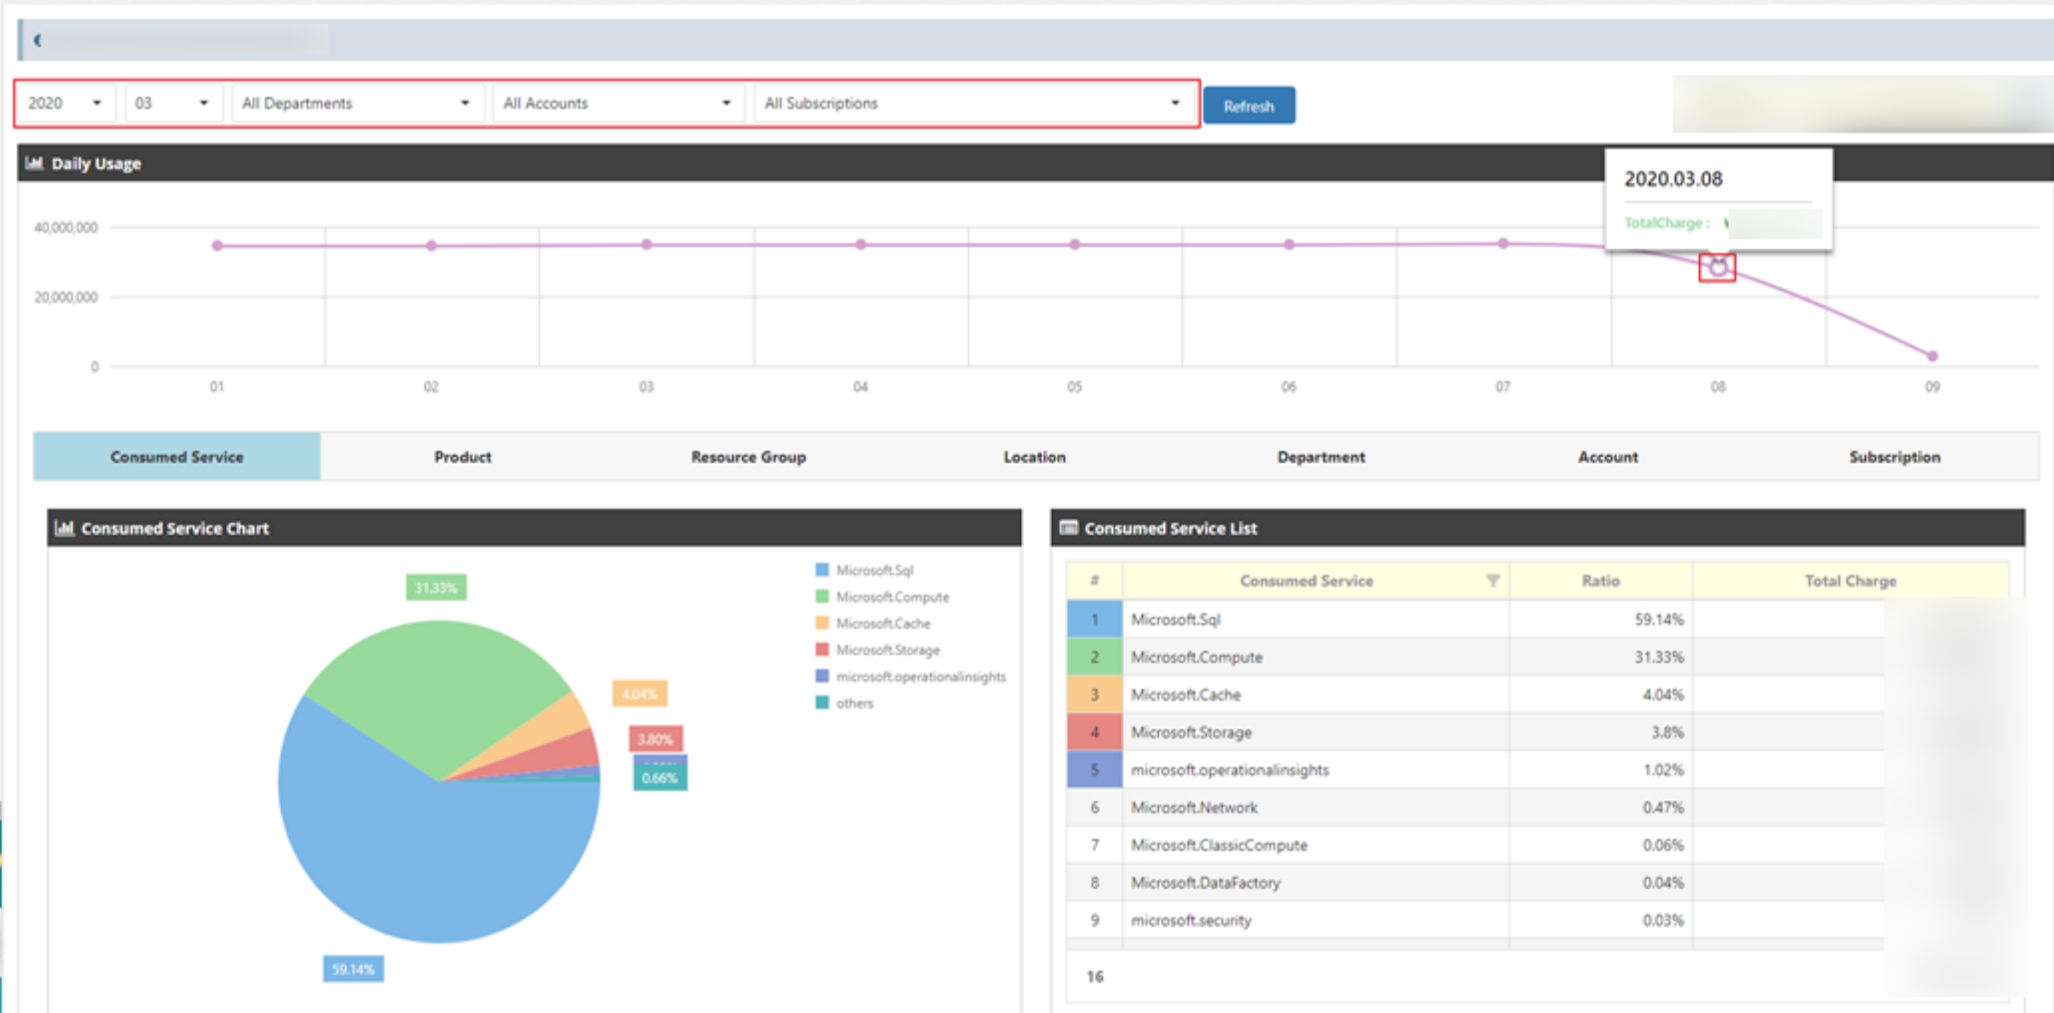 2020 03 All Departments All Accounts All Subscriptions Refresh
Daily Usage
2020.03.08
TotalCharge :
40,000,000
20,000,000
0
01 02 03 04 05 06 07 08 09
Consumed Service Product Resource Group Location Department Account Subscription
Consumed Service Chart
31.33%
4.04%
3.80%
0.66%
59.14%
Microsoft.Sql
Microsoft.Compute
Microsoft.Cache
Microsoft.Storage
microsoft.operationalinsights
others
Consumed Service List
# Consumed Service Ratio Total Charge
1 Microsoft.Sql 59.14%
2 Microsoft.Compute 31.33%
3 Microsoft.Cache 4.04%
4 Microsoft.Storage 3.8%
5 microsoft.operationalinsights 1.02%
6 Microsoft.Network 0.47%
7 Microsoft.ClassicCompute 0.06%
8 Microsoft.DataFactory 0.04%
9 microsoft.security 0.03%
16